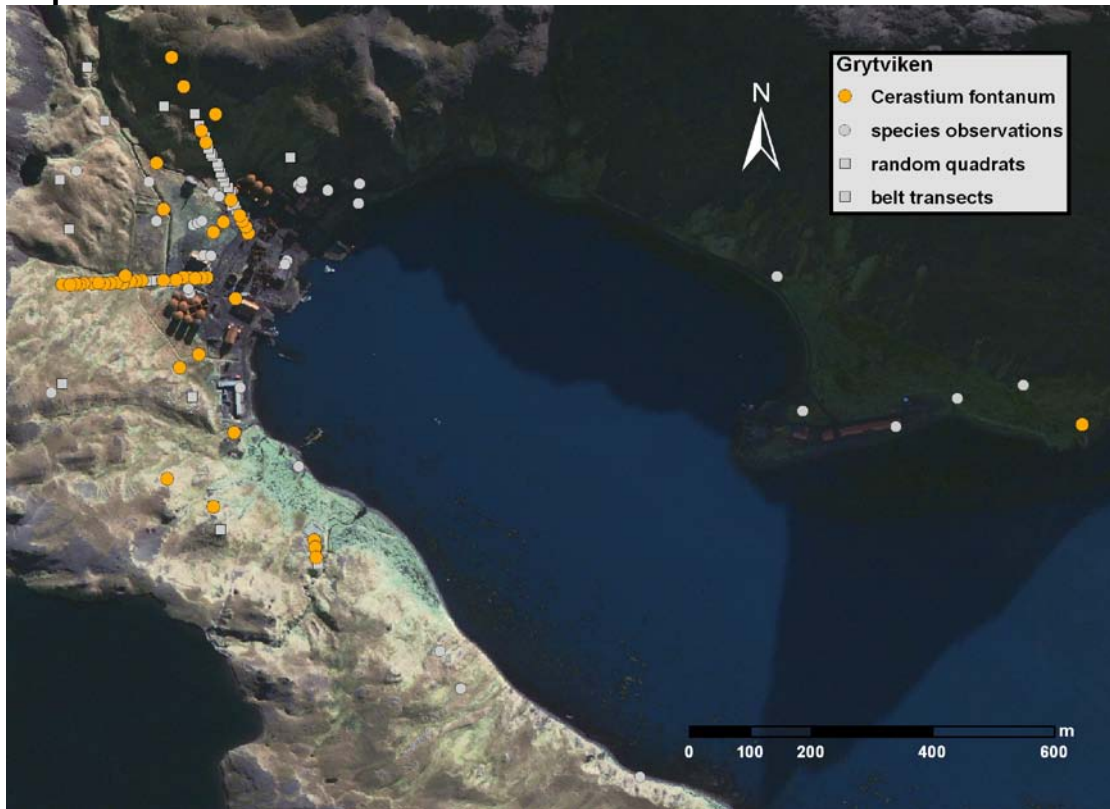 Grytviken
Cerastium fontanum
species observations
random quadrats
belt transects
N
m
0 100 200 400 600